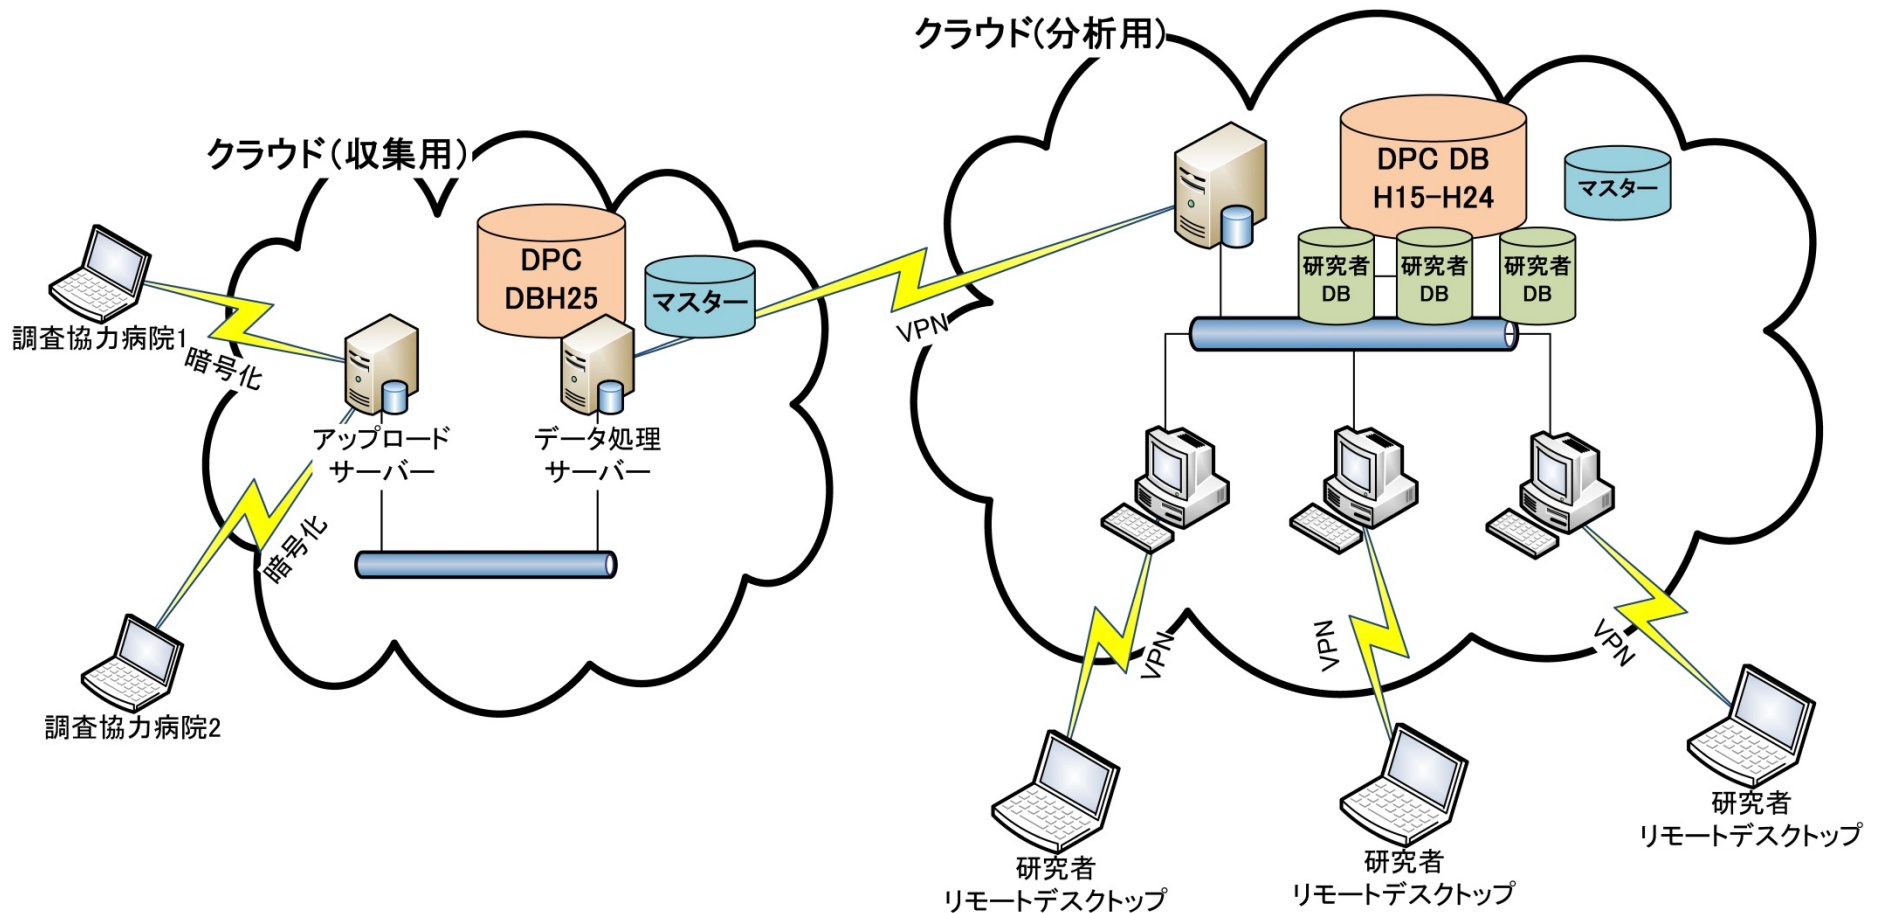 クラウド(分析用)
クラウド(収集用)
DPC DB
H15-H24
マスター
DPC
DBH25
マスター
研究者
DB
研究者
DB
研究者
DB
VPN
調査協力病院1
暗号化
アップロード
サーバー
データ処理
サーバー
暗号化
調査協力病院2
VPN
VPN
VPN
研究者
リモートデスクトップ
研究者
リモートデスクトップ
研究者
リモートデスクトップ